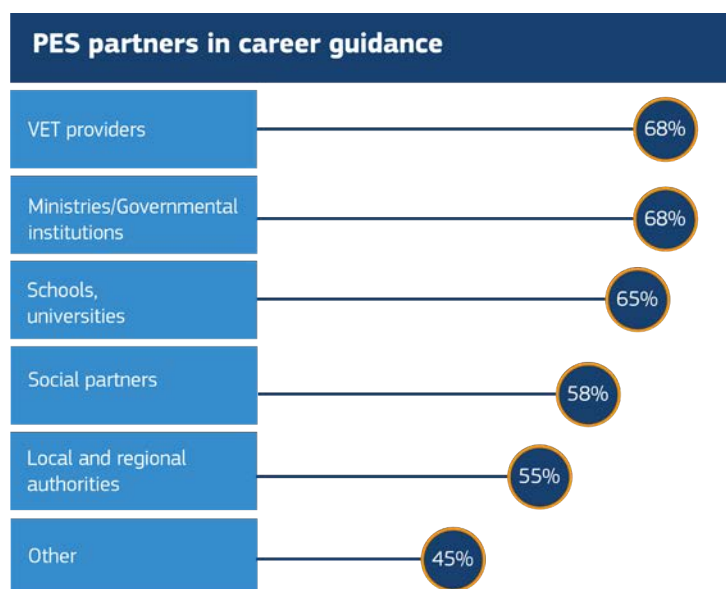 PES partners in career guidance
VET providers
68%
Ministries/Governmental
institutions
68%
Schools,
universities
65%
Social partners
58%
Local and regional
authorities
55%
Other
45%